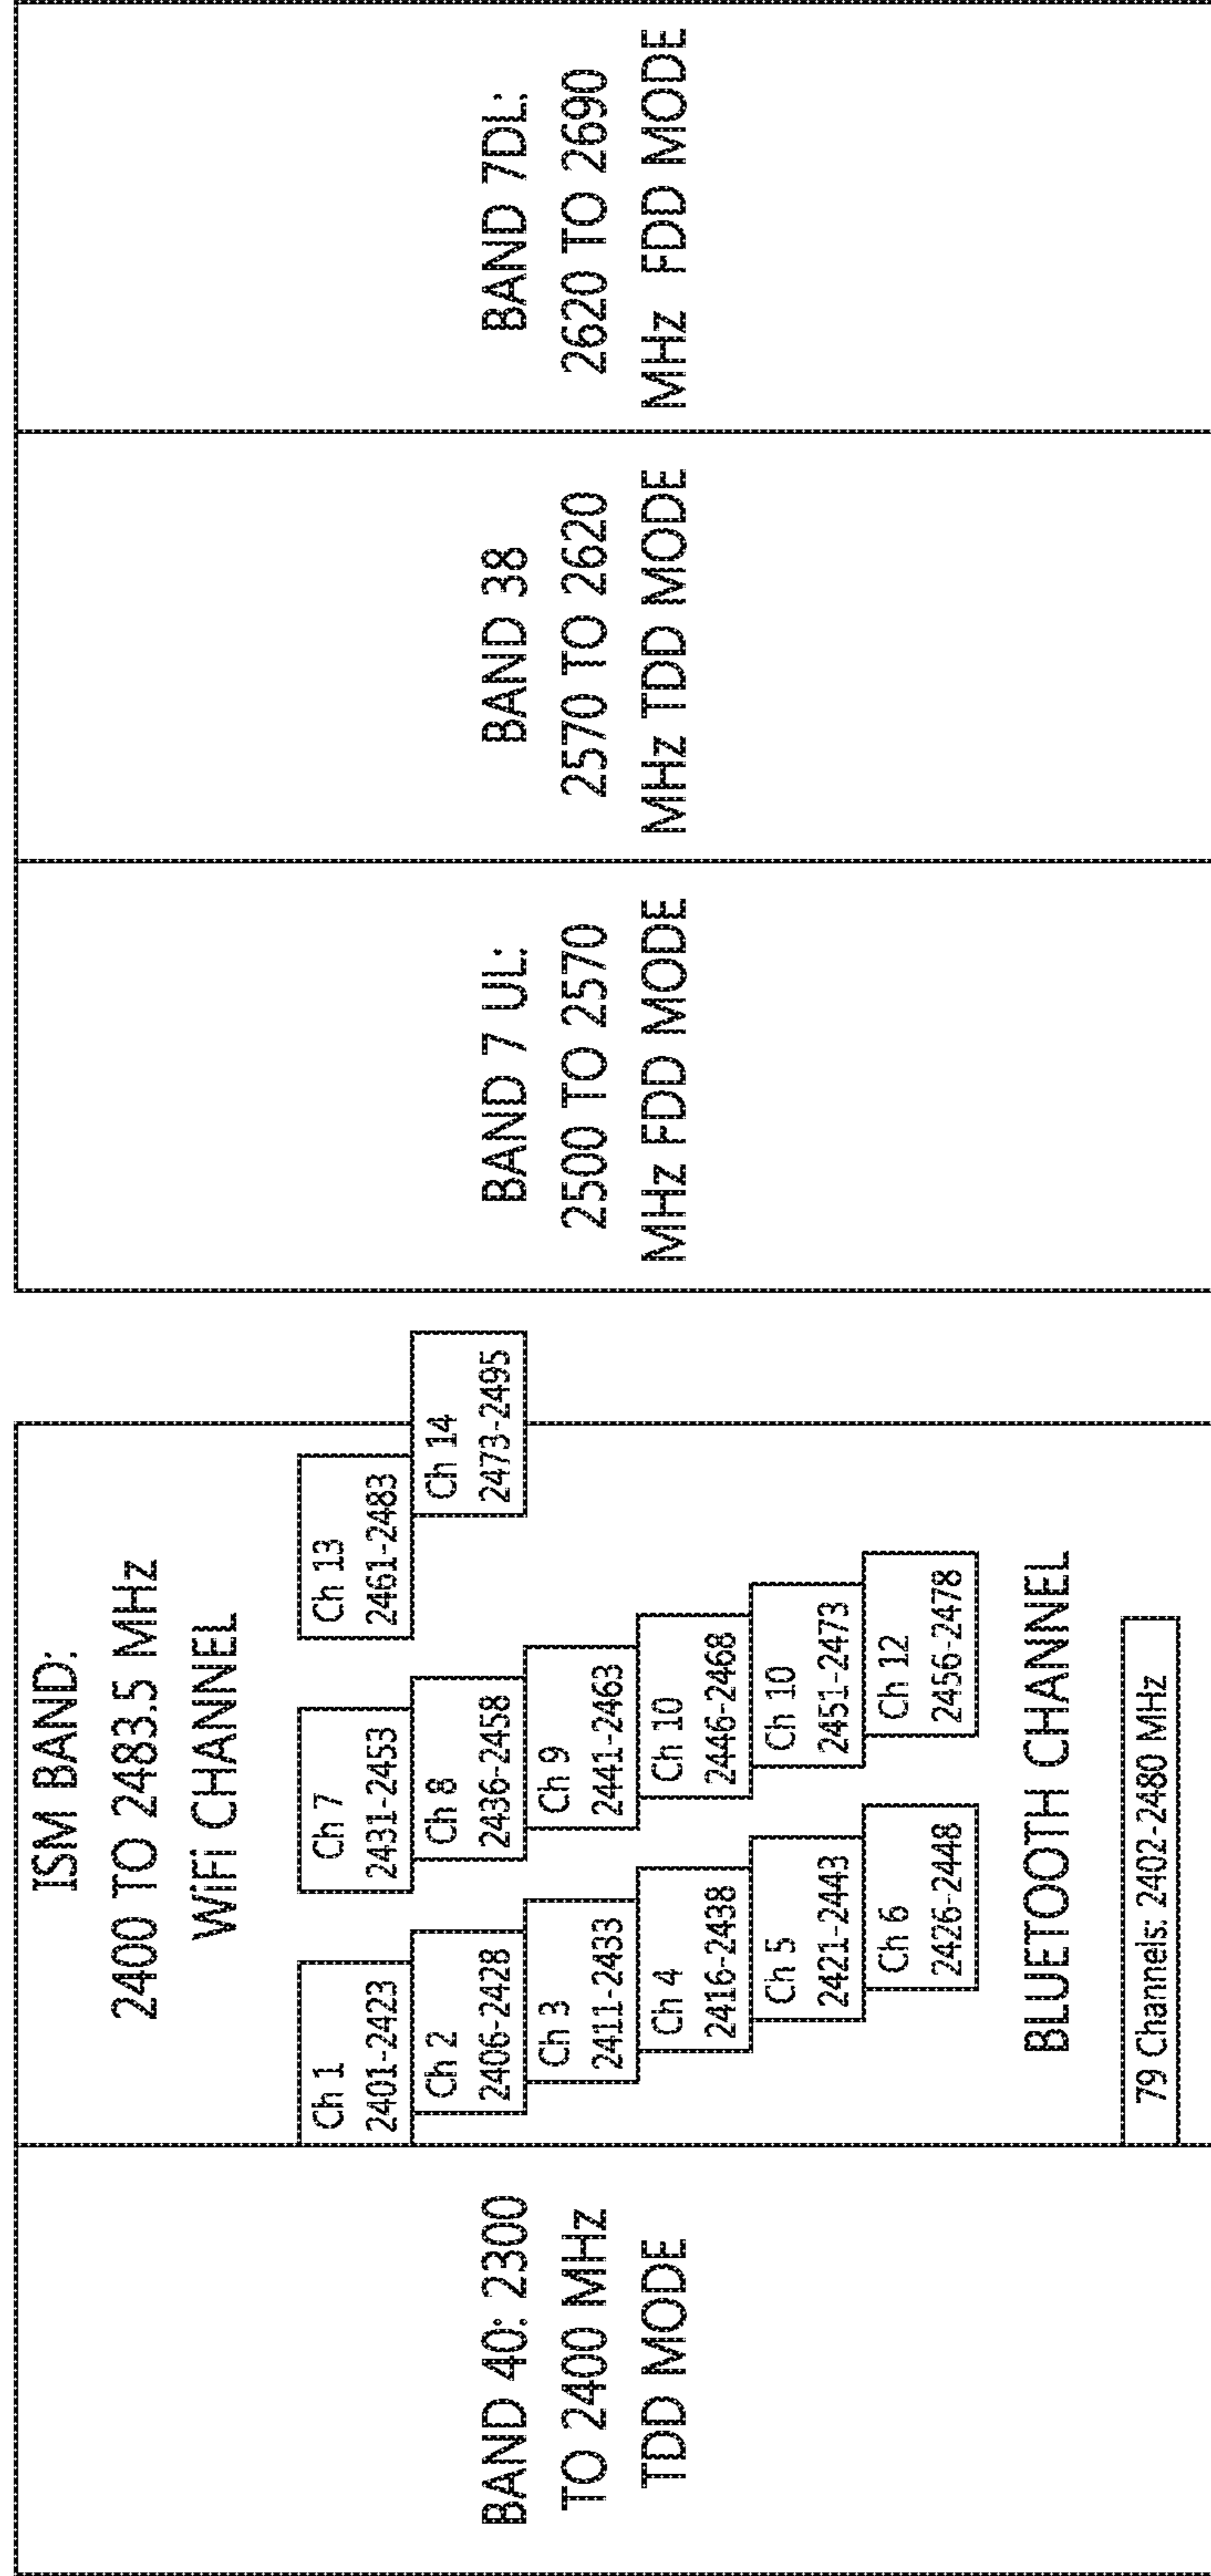 BAND 40: 2300
TO 2400 MHz
TDD MODE
ISM BAND:
2400 TO 2483.5 MHz
WiFi CHANNEL
Ch 1
2401-2423
Ch 2
2406-2428
Ch 3
2411-2433
Ch 4
2416-2438
Ch 5
2421-2443
Ch 6
2426-2448
Ch 7
2431-2453
Ch 8
2436-2458
Ch 9
2441-2463
Ch 10
2446-2468
Ch 10
2451-2473
Ch 12
2456-2478
Ch 13
2461-2483
Ch 14
2473-2495
BLUETOOTH CHANNEL
79 Channels: 2402-2480 MHz
BAND 7 UL:
2500 TO 2570
MHz FDD MODE
BAND 38
2570 TO 2620
MHz TDD MODE
BAND 7DL:
2620 TO 2690
MHz FDD MODE